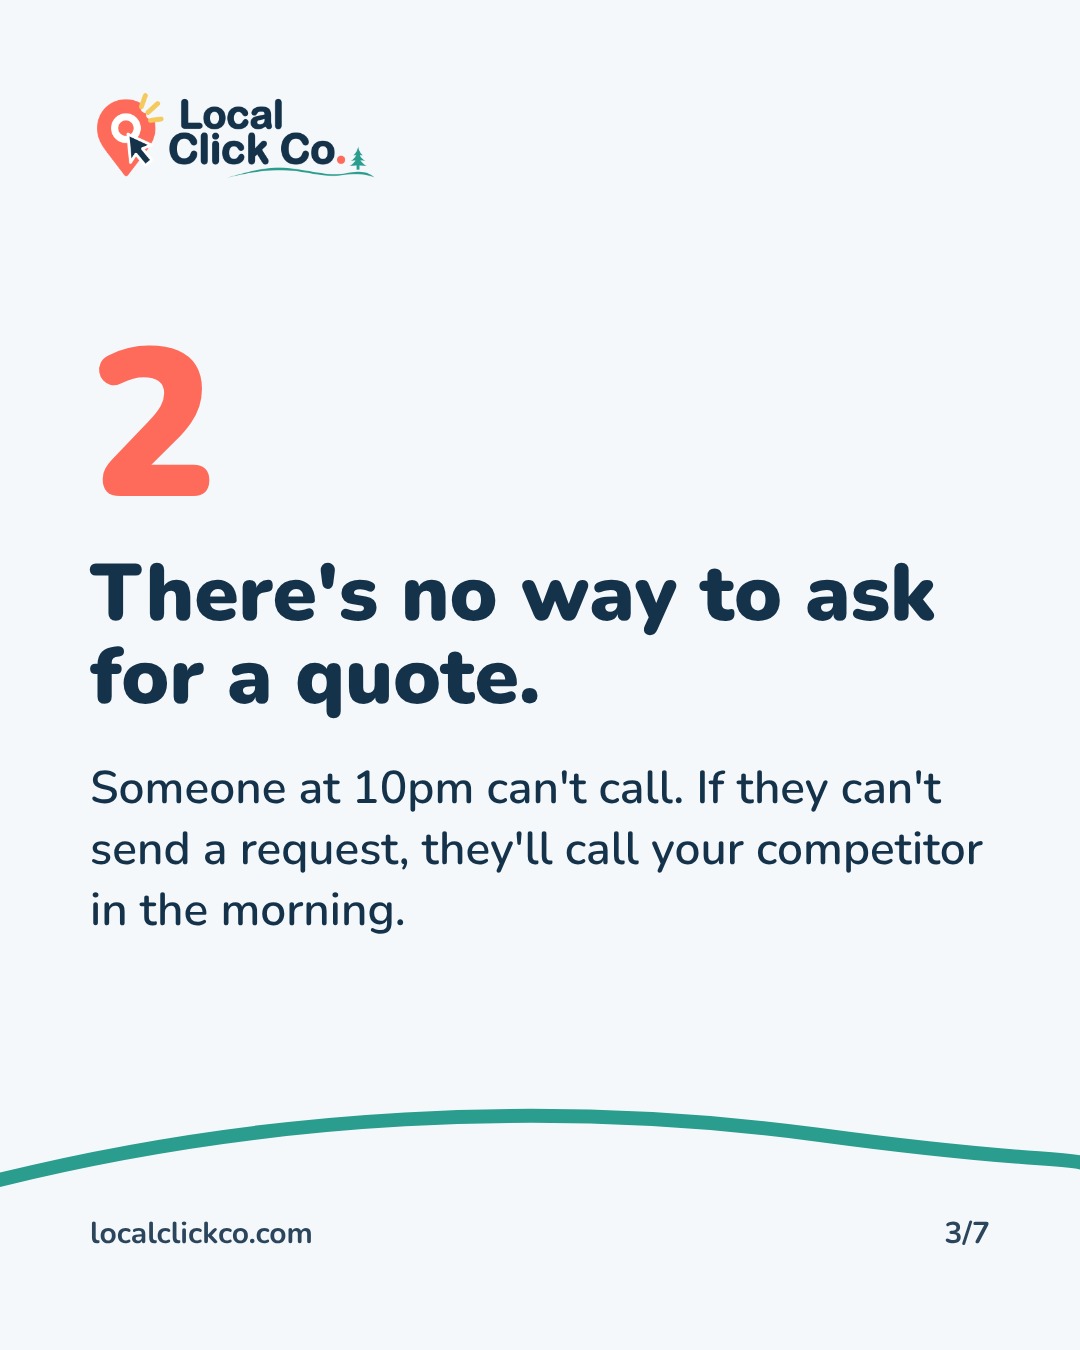 Local
Click Co.
2
There's no way to ask
for a quote.
Someone at 10pm can't call. If they can't
send a request, they'll call your competitor
in the morning.
localclickco.com
3/7